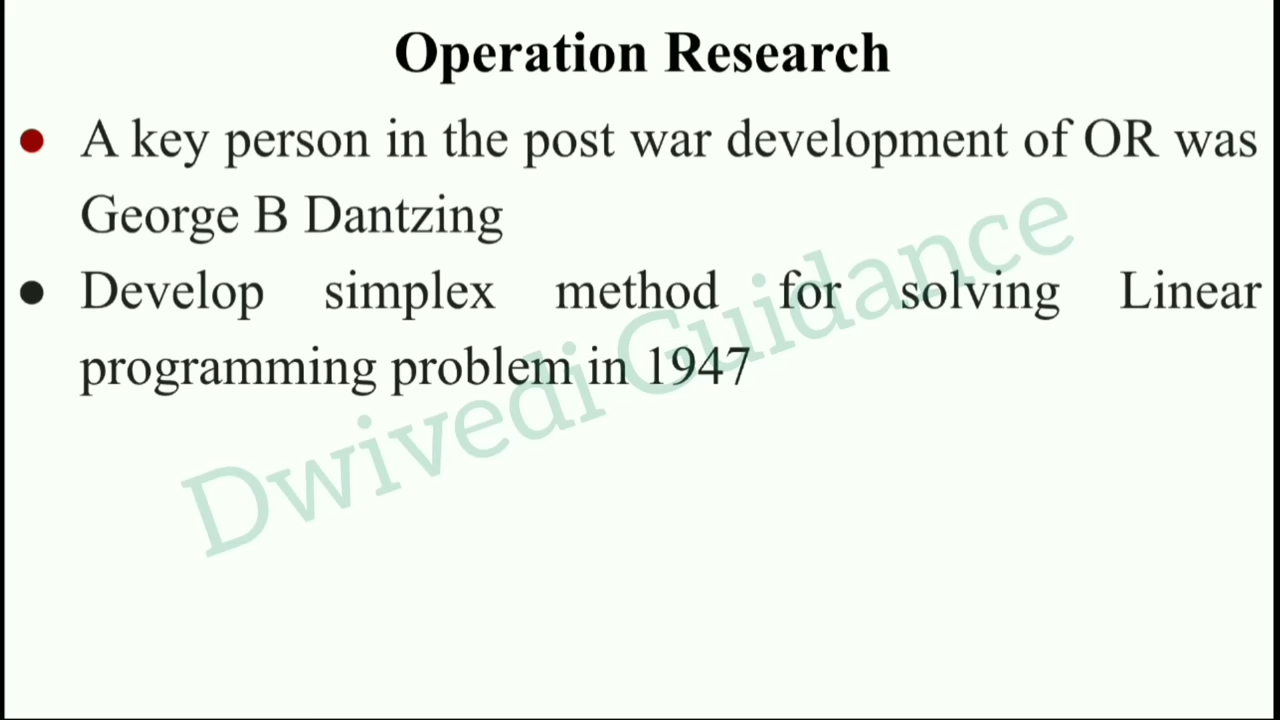 Operation Research
● A key person in the post war development of OR was
George B Dantzing
● Develop simplex method for solving Linear
programming problem in 1947
Dwivedi Guidance